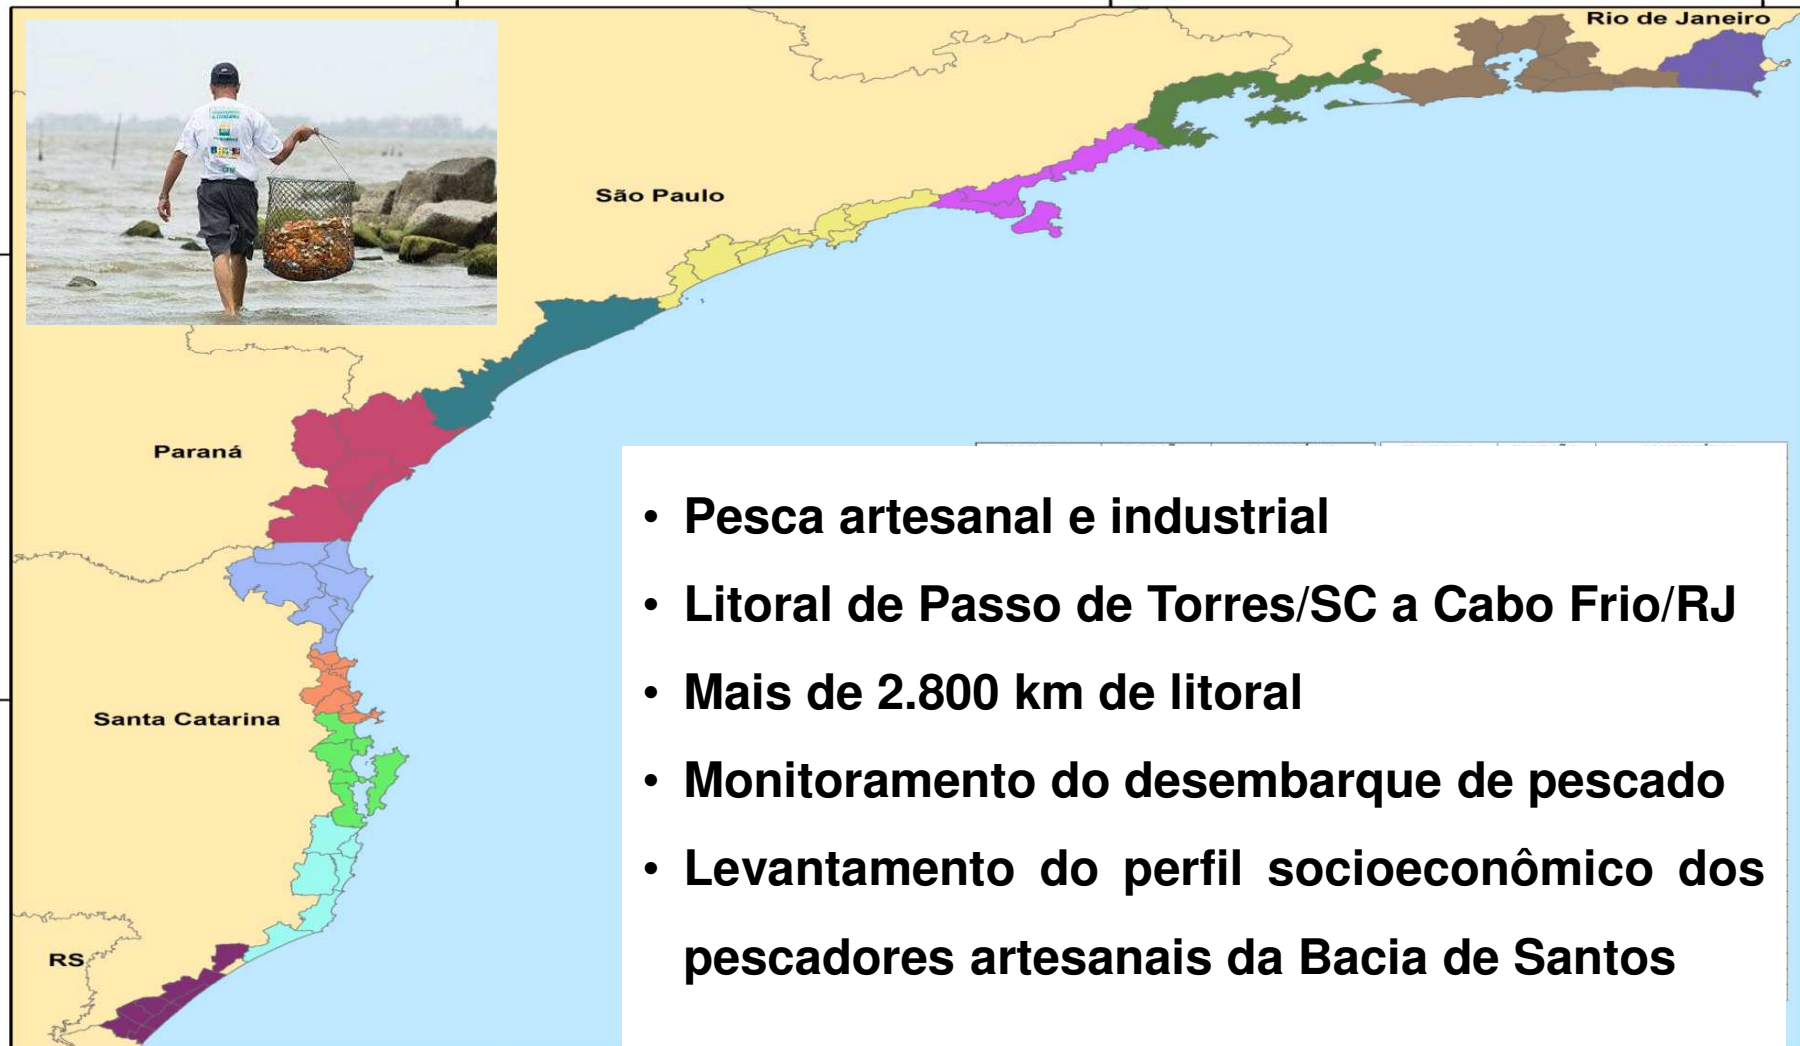 Rio de Janeiro
São Paulo
Paraná
Santa Catarina
RS
• Pesca artesanal e industrial
• Litoral de Passo de Torres/SC a Cabo Frio/RJ
• Mais de 2.800 km de litoral
• Monitoramento do desembarque de pescado
• Levantamento do perfil socioeconômico dos
pescadores artesanais da Bacia de Santos